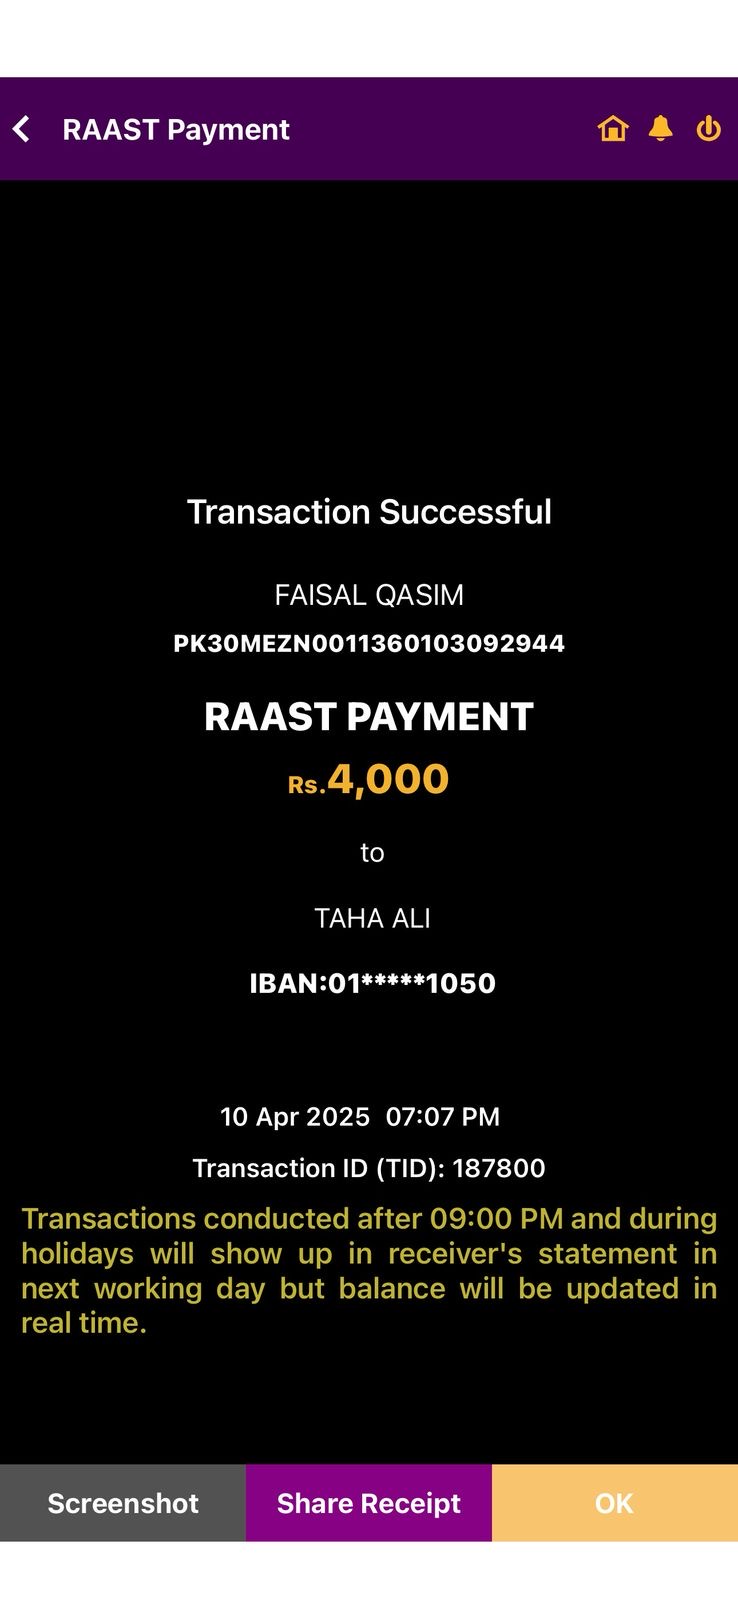 RAAST Payment
Transaction Successful
FAISAL QASIM
PK30MEZN0011360103092944
RAAST PAYMENT
Rs.4,000
to
TAHA ALI
IBAN:01*****1050
10 Apr 2025 07:07 PM
Transaction ID (TID): 187800
Transactions conducted after 09:00 PM and during
holidays will show up in receiver's statement in
next working day but balance will be updated in
real time.
Screenshot
Share Receipt
OK